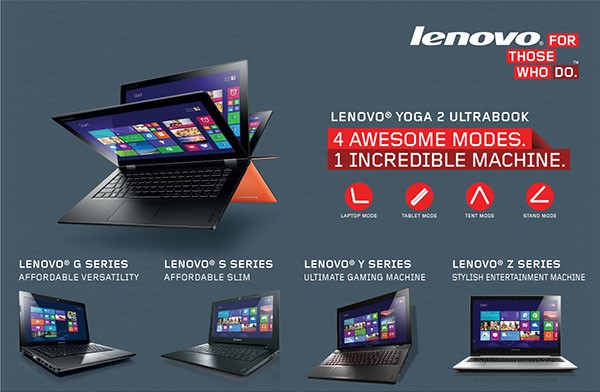 lenovo® FOR
THOSE
WHO DO.™
LENOVO® YOGA 2 ULTRABOOK
4 AWESOME MODES.
1 INCREDIBLE MACHINE.
LAPTOP MODE TABLET MODE TENT MODE STAND MODE
LENOVO® G SERIES
AFFORDABLE VERSATILITY
LENOVO® S SERIES
AFFORDABLE SLIM
LENOVO® Y SERIES
ULTIMATE GAMING MACHINE
LENOVO® Z SERIES
STYLISH ENTERTAINMENT MACHINE
Start